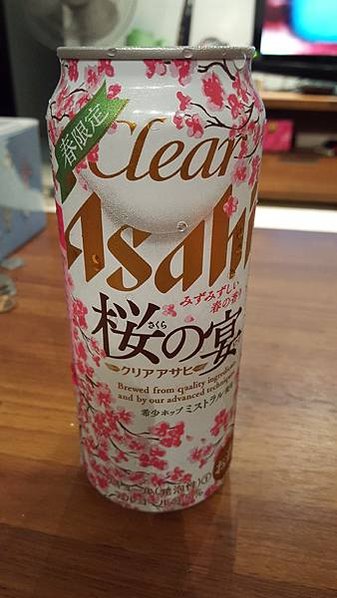 春限定
Clear
Asahi
みずみずしい
春の香り
桜の宴
さくら
クリアアサヒ
Brewed from quality ingredients
and by our advanced techniques
希少ホップ ミストラル